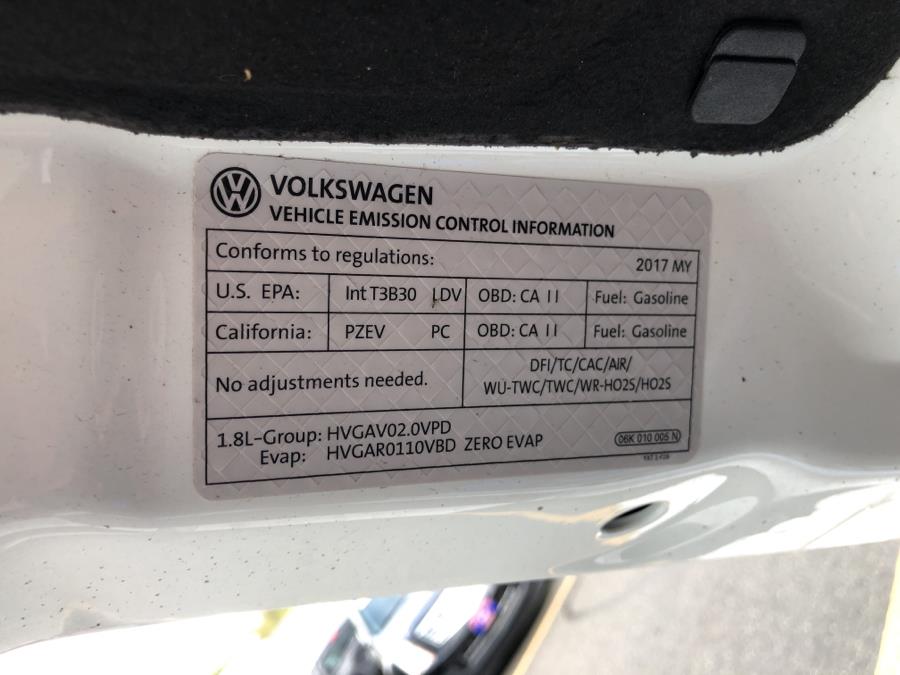 VOLKSWAGEN
VEHICLE EMISSION CONTROL INFORMATION
Conforms to regulations: 2017 MY
U.S. EPA: Int T3B30 LDV OBD: CA II Fuel: Gasoline
California: PZEV PC OBD: CA II Fuel: Gasoline
No adjustments needed.
DFI/TC/CAC/AIR/
WU-TWC/TWC/WR-HO2S/HO2S
1.8L-Group: HVGAV02.0VPD
Evap: HVGAR0110VBD ZERO EVAP
06K 010 005 N